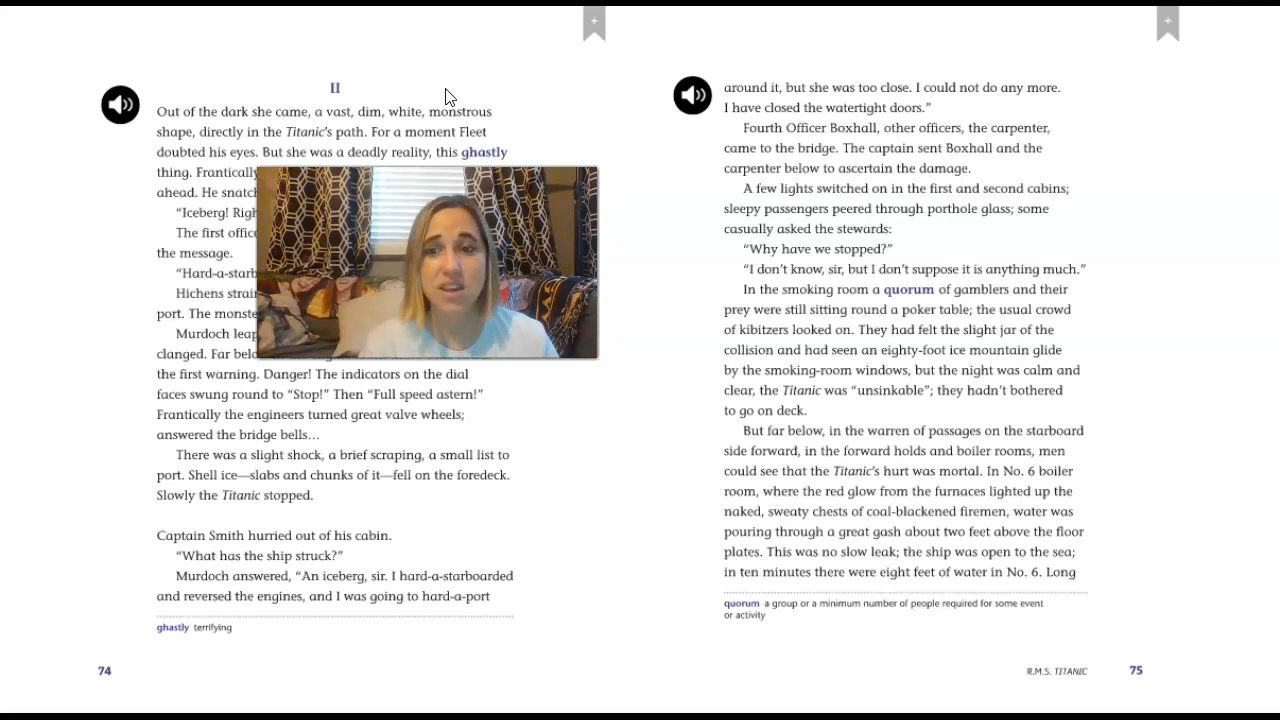 II
Out of the dark she came, a vast, dim, white, monstrous
shape, directly in the Titanic's path. For a moment Fleet
doubted his eyes. But she was a deadly reality, this ghastly
thing. Frantically
ahead. He snatch
"Iceberg! Righ
The first office
the message.
"Hard-a-starb
Hichens strain
port. The monste
Murdoch leap
clanged. Far belo
the first warning. Danger! The indicators on the dial
faces swung round to "Stop!" Then "Full speed astern!"
Frantically the engineers turned great valve wheels;
answered the bridge bells…
There was a slight shock, a brief scraping, a small list to
port. Shell ice—slabs and chunks of it—fell on the foredeck.
Slowly the Titanic stopped.
Captain Smith hurried out of his cabin.
"What has the ship struck?"
Murdoch answered, "An iceberg, sir. I hard-a-starboarded
and reversed the engines, and I was going to hard-a-port
ghastly terrifying
74
around it, but she was too close. I could not do any more.
I have closed the watertight doors."
Fourth Officer Boxhall, other officers, the carpenter,
came to the bridge. The captain sent Boxhall and the
carpenter below to ascertain the damage.
A few lights switched on in the first and second cabins;
sleepy passengers peered through porthole glass; some
casually asked the stewards:
"Why have we stopped?"
"I don't know, sir, but I don't suppose it is anything much."
In the smoking room a quorum of gamblers and their
prey were still sitting round a poker table; the usual crowd
of kibitzers looked on. They had felt the slight jar of the
collision and had seen an eighty-foot ice mountain glide
by the smoking-room windows, but the night was calm and
clear, the Titanic was "unsinkable"; they hadn't bothered
to go on deck.
But far below, in the warren of passages on the starboard
side forward, in the forward holds and boiler rooms, men
could see that the Titanic's hurt was mortal. In No. 6 boiler
room, where the red glow from the furnaces lighted up the
naked, sweaty chests of coal-blackened firemen, water was
pouring through a great gash about two feet above the floor
plates. This was no slow leak; the ship was open to the sea;
in ten minutes there were eight feet of water in No. 6. Long
quorum a group or a minimum number of people required for some event
or activity
R.M.S. TITANIC 75